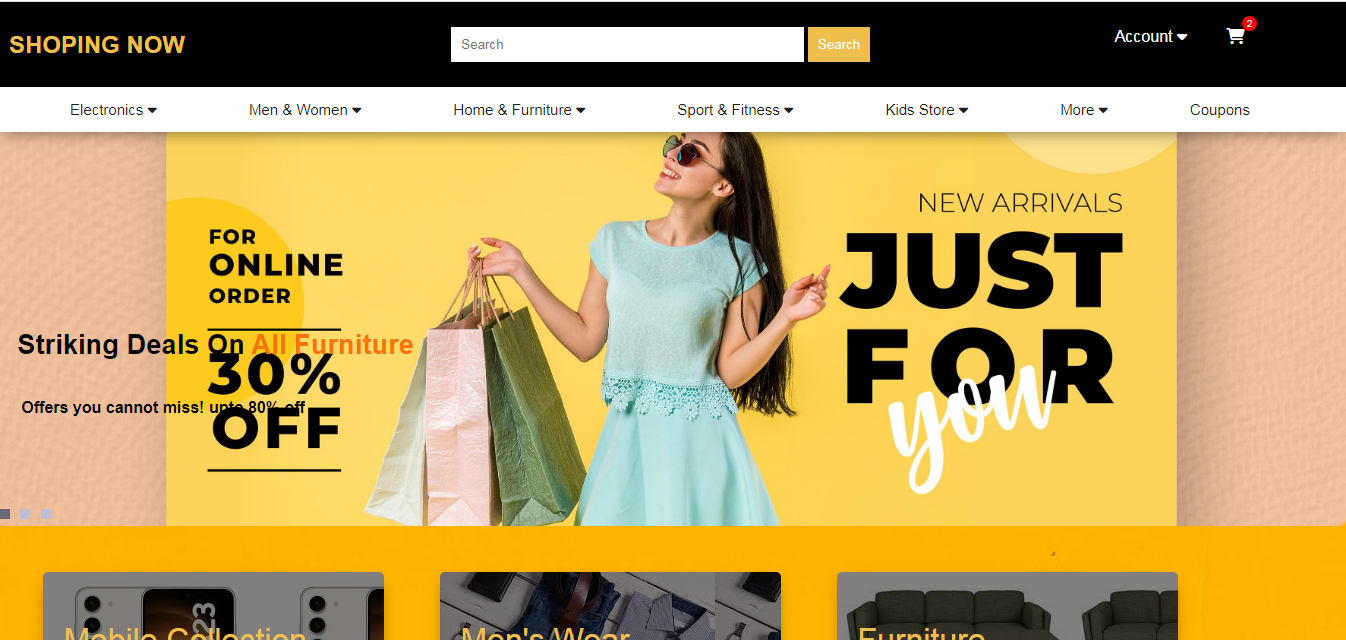 SHOPING NOW
Search
Search
Account
2
Electronics
Men & Women
Home & Furniture
Sport & Fitness
Kids Store
More
Coupons
FOR
ONLINE
ORDER
30%
OFF
Striking Deals On All Furniture
Offers you cannot miss! upto 80% off
NEW ARRIVALS
JUST
FOR
you
Mobile Collection
23
Men's Wear
Furniture